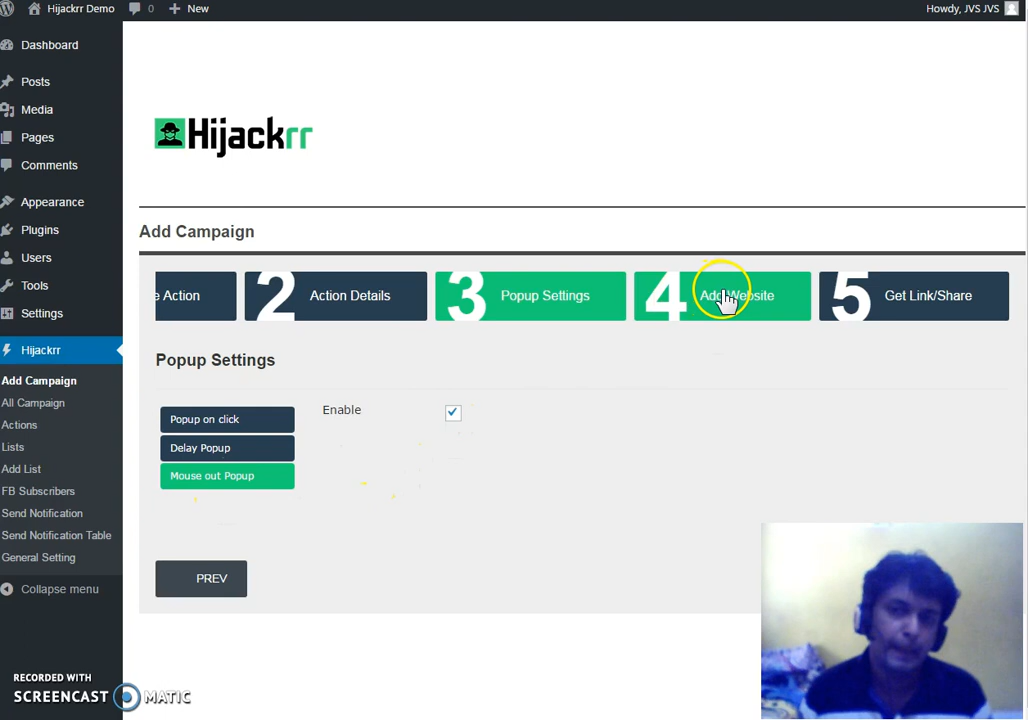 Hijackrr Demo 0 New Howdy, JVS JVS
Dashboard
Posts
Media
Pages
Comments
Appearance
Plugins
Users
Tools
Settings
Hijackrr
Add Campaign
All Campaign
Actions
Lists
Add List
FB Subscribers
Send Notification
Send Notification Table
General Setting
Collapse menu
Hijackrr
Add Campaign
e Action 2 Action Details 3 Popup Settings 4 Add Website 5 Get Link/Share
Popup Settings
Popup on click
Delay Popup
Mouse out Popup
Enable
PREV
RECORDED WITH
SCREENCAST MATIC